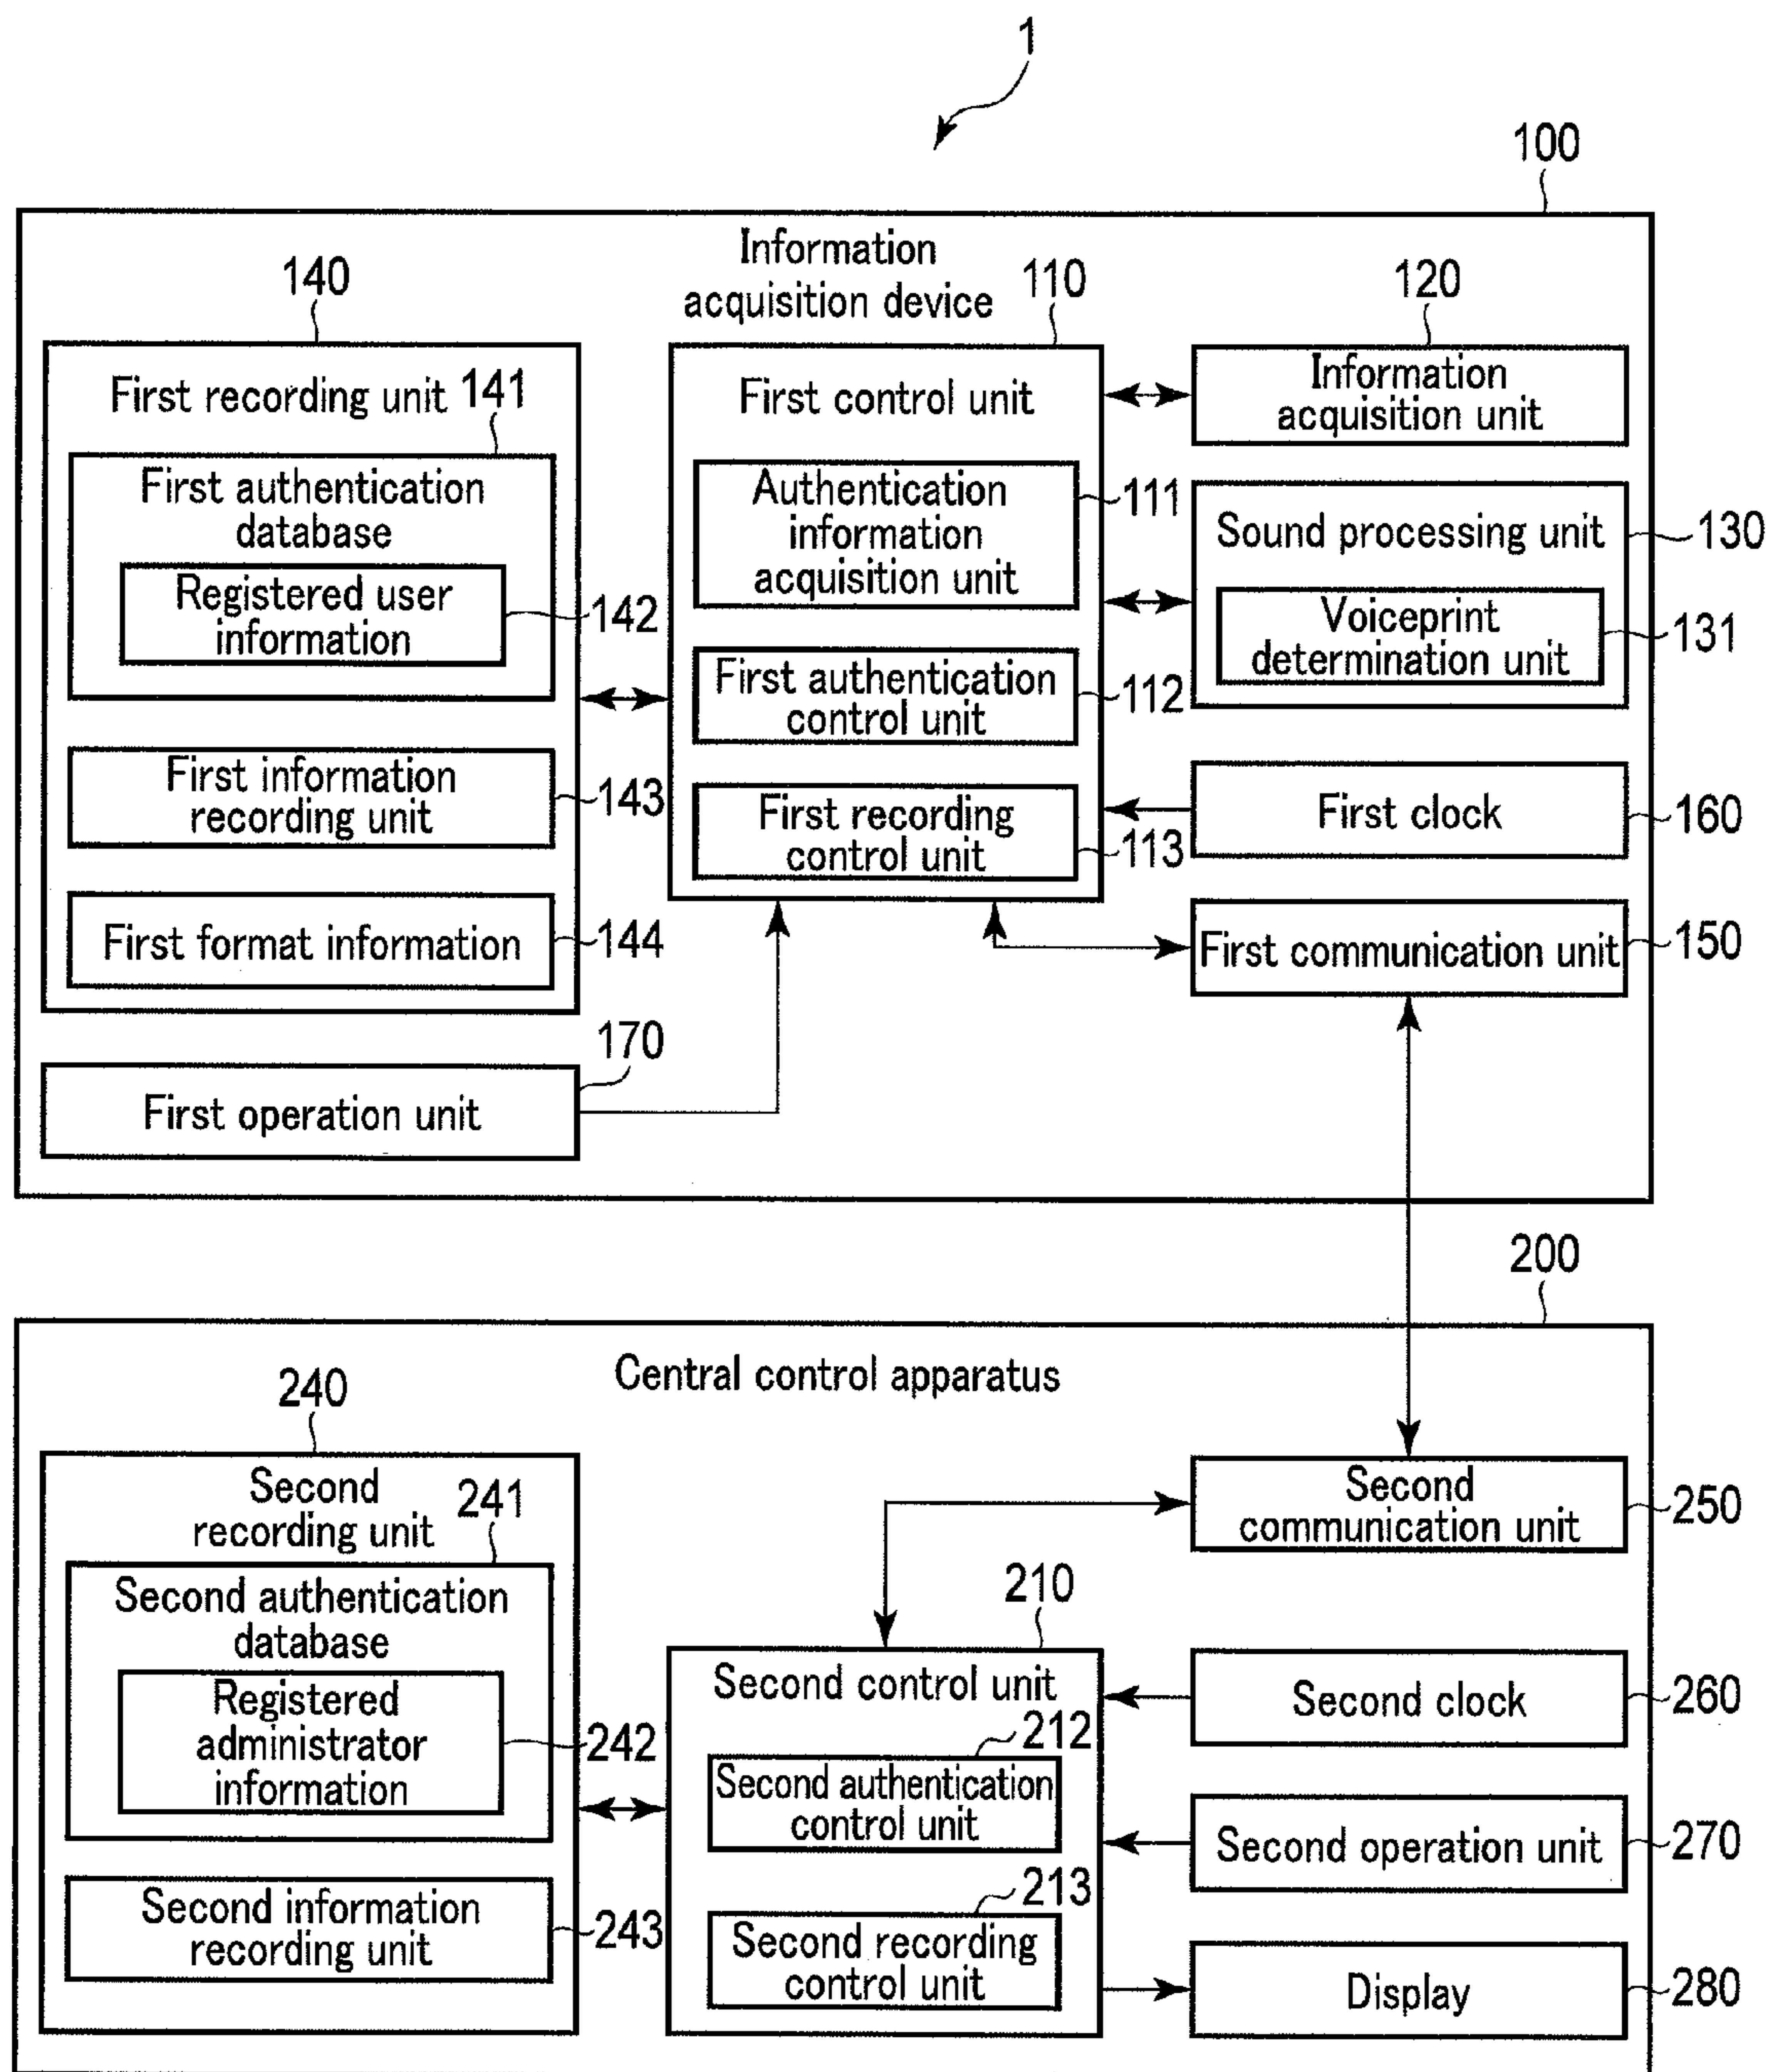 1
100
Information
acquisition device
140
110
120
First recording unit
141
First authentication
database
Registered user
information
142
First information
recording unit
143
First format information
144
170
First operation unit
First control unit
Authentication
information
acquisition unit
111
First authentication
control unit
112
First recording
control unit
113
Information
acquisition unit
Sound processing unit
130
Voiceprint
determination unit
131
First clock
160
First communication unit
150
200
Central control apparatus
240
Second
recording unit
241
Second authentication
database
Registered
administrator
information
242
Second information
recording unit
243
210
Second control unit
212
Second authentication
control unit
213
Second recording
control unit
Second
communication unit
250
Second clock
260
Second operation unit
270
Display
280